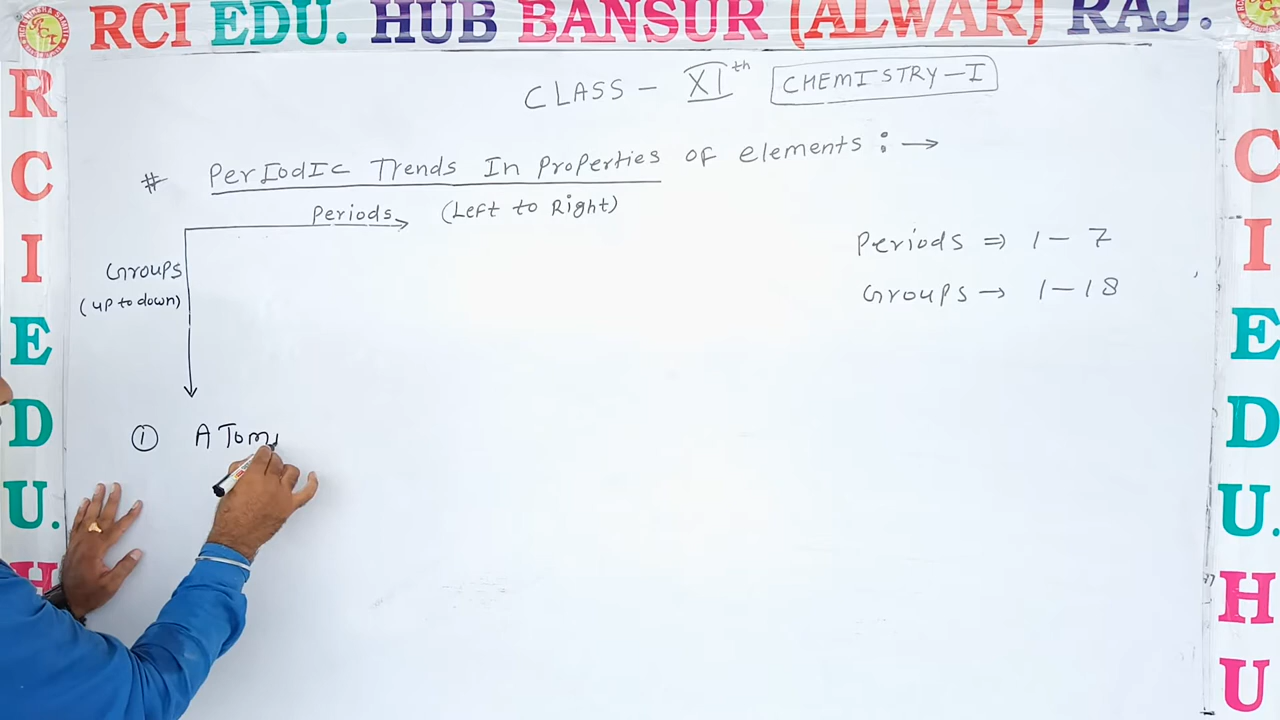 RCI EDU. HUB BANSUR (ALWAR) RAJ.
CLASS - XIth CHEMISTRY-I
# PerIodIc Trends In Properties of elements : →
Periods (Left to Right)
Groups
(up to down)
Periods ⇒ 1 - 7
Groups → 1 - 18
① ATom
R
C
I
E
D
U.
H
R
C
I
E
D
U.
H
U